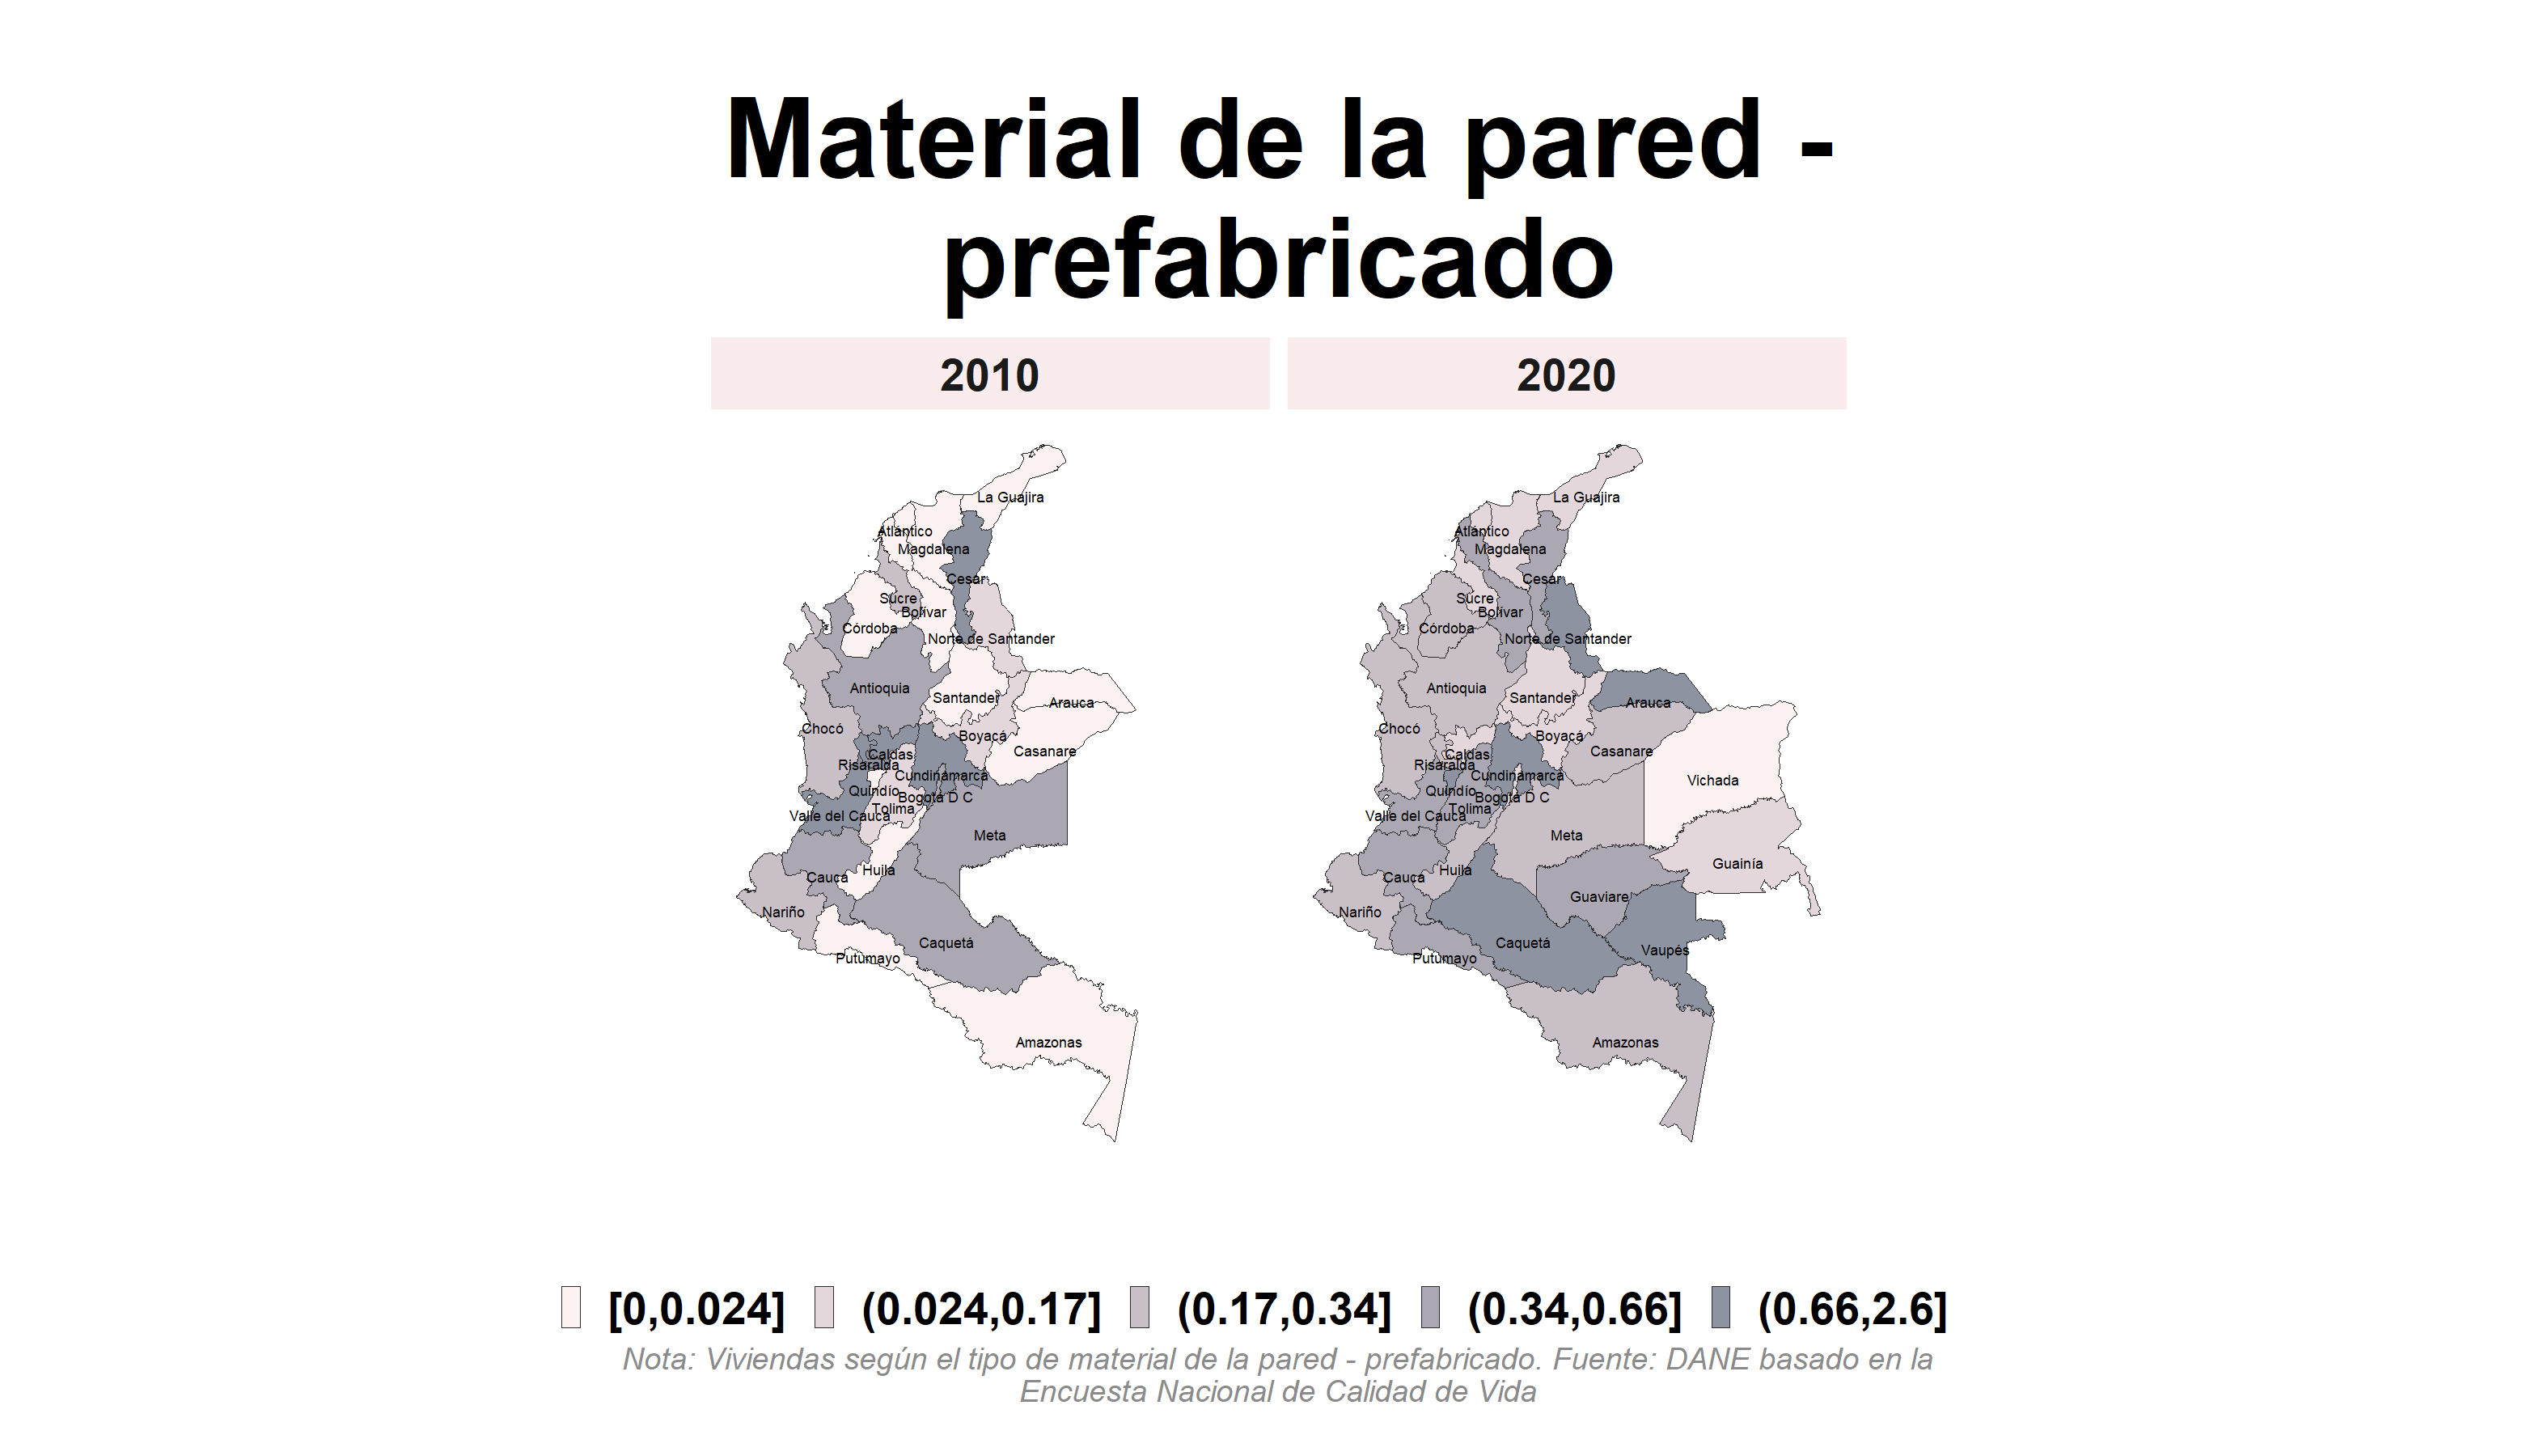 Material de la pared -
prefabricado
2010
2020
La Guajira
Atlántico
Magdalena
Cesar
Sucre
Bolívar
Córdoba
Norte de Santander
Antioquia
Santander
Arauca
Chocó
Boyacá
Casanare
Caldas
Risaralda
Cundinamarca
Quindío
Bogotá D C
Tolima
Valle del Cauca
Meta
Huila
Cauca
Nariño
Caquetá
Putumayo
Amazonas
La Guajira
Atlántico
Magdalena
Cesar
Sucre
Bolívar
Córdoba
Norte de Santander
Antioquia
Santander
Arauca
Chocó
Boyacá
Casanare
Caldas
Risaralda
Cundinamarca
Vichada
Quindío
Bogotá D C
Tolima
Valle del Cauca
Meta
Guainía
Huila
Cauca
Guaviare
Nariño
Caquetá
Vaupés
Putumayo
Amazonas
[0,0.024] (0.024,0.17] (0.17,0.34] (0.34,0.66] (0.66,2.6]
Nota: Viviendas según el tipo de material de la pared - prefabricado. Fuente: DANE basado en la
Encuesta Nacional de Calidad de Vida